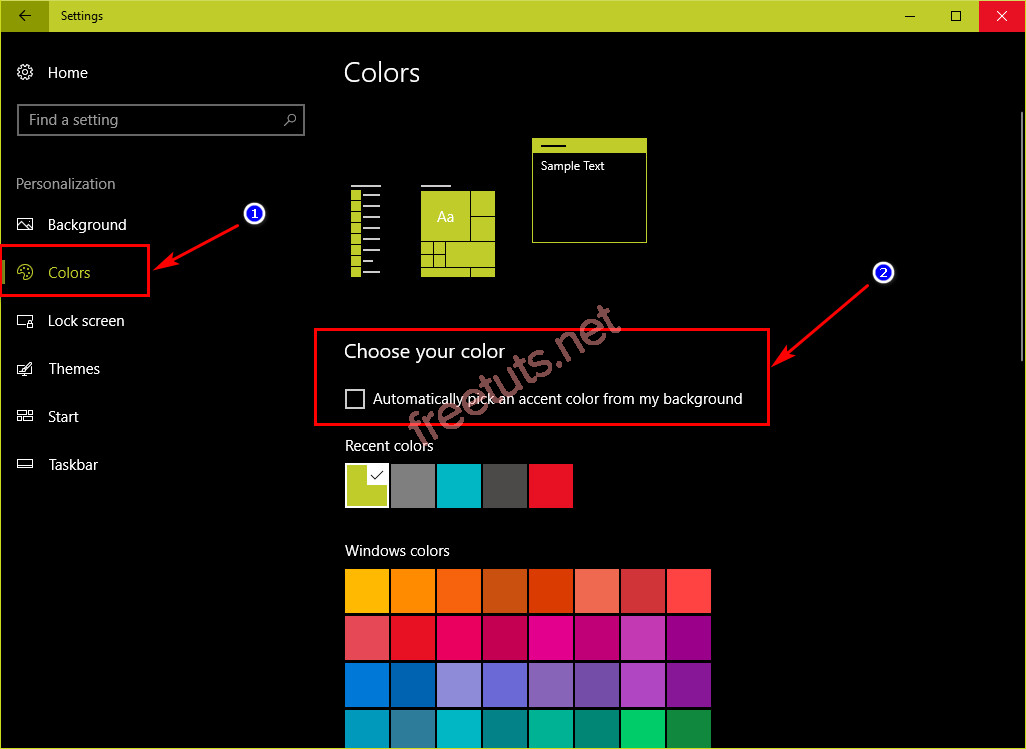 Settings
Home
Colors
Find a setting
Sample Text
Personalization
1
Background
Aa
Colors
2
Lock screen
Choose your color
Themes
Automatically pick an accent color from my background
freetuts.net
Start
Recent colors
Taskbar
Windows colors